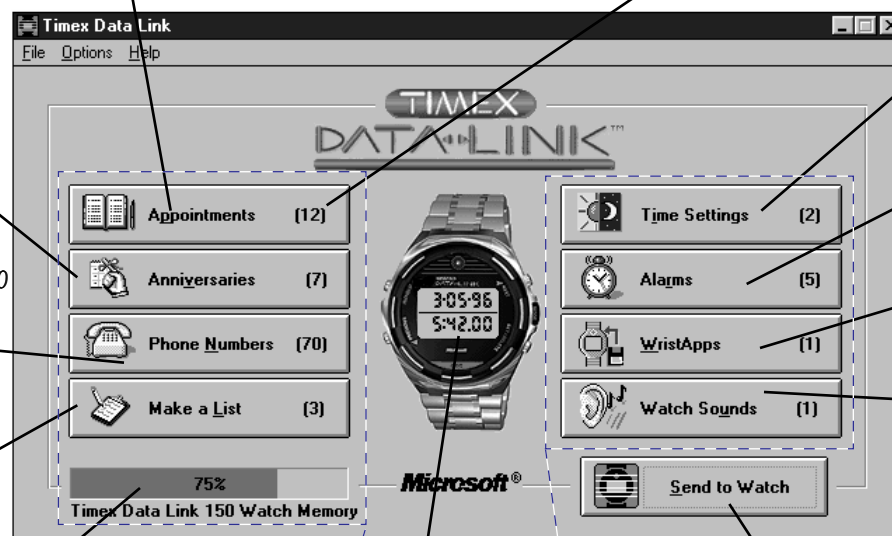 Timex Data Link
File Options Help
TIMEX
DATA LINK™
Appointments (12)
Anniversaries (7)
Phone Numbers (70)
Make a List (3)
75%
Timex Data Link 150 Watch Memory
DATA LINK
3:05-96
5:42.00
Microsoft®
Time Settings (2)
Alarms (5)
WristApps (1)
Watch Sounds (1)
Send to Watch